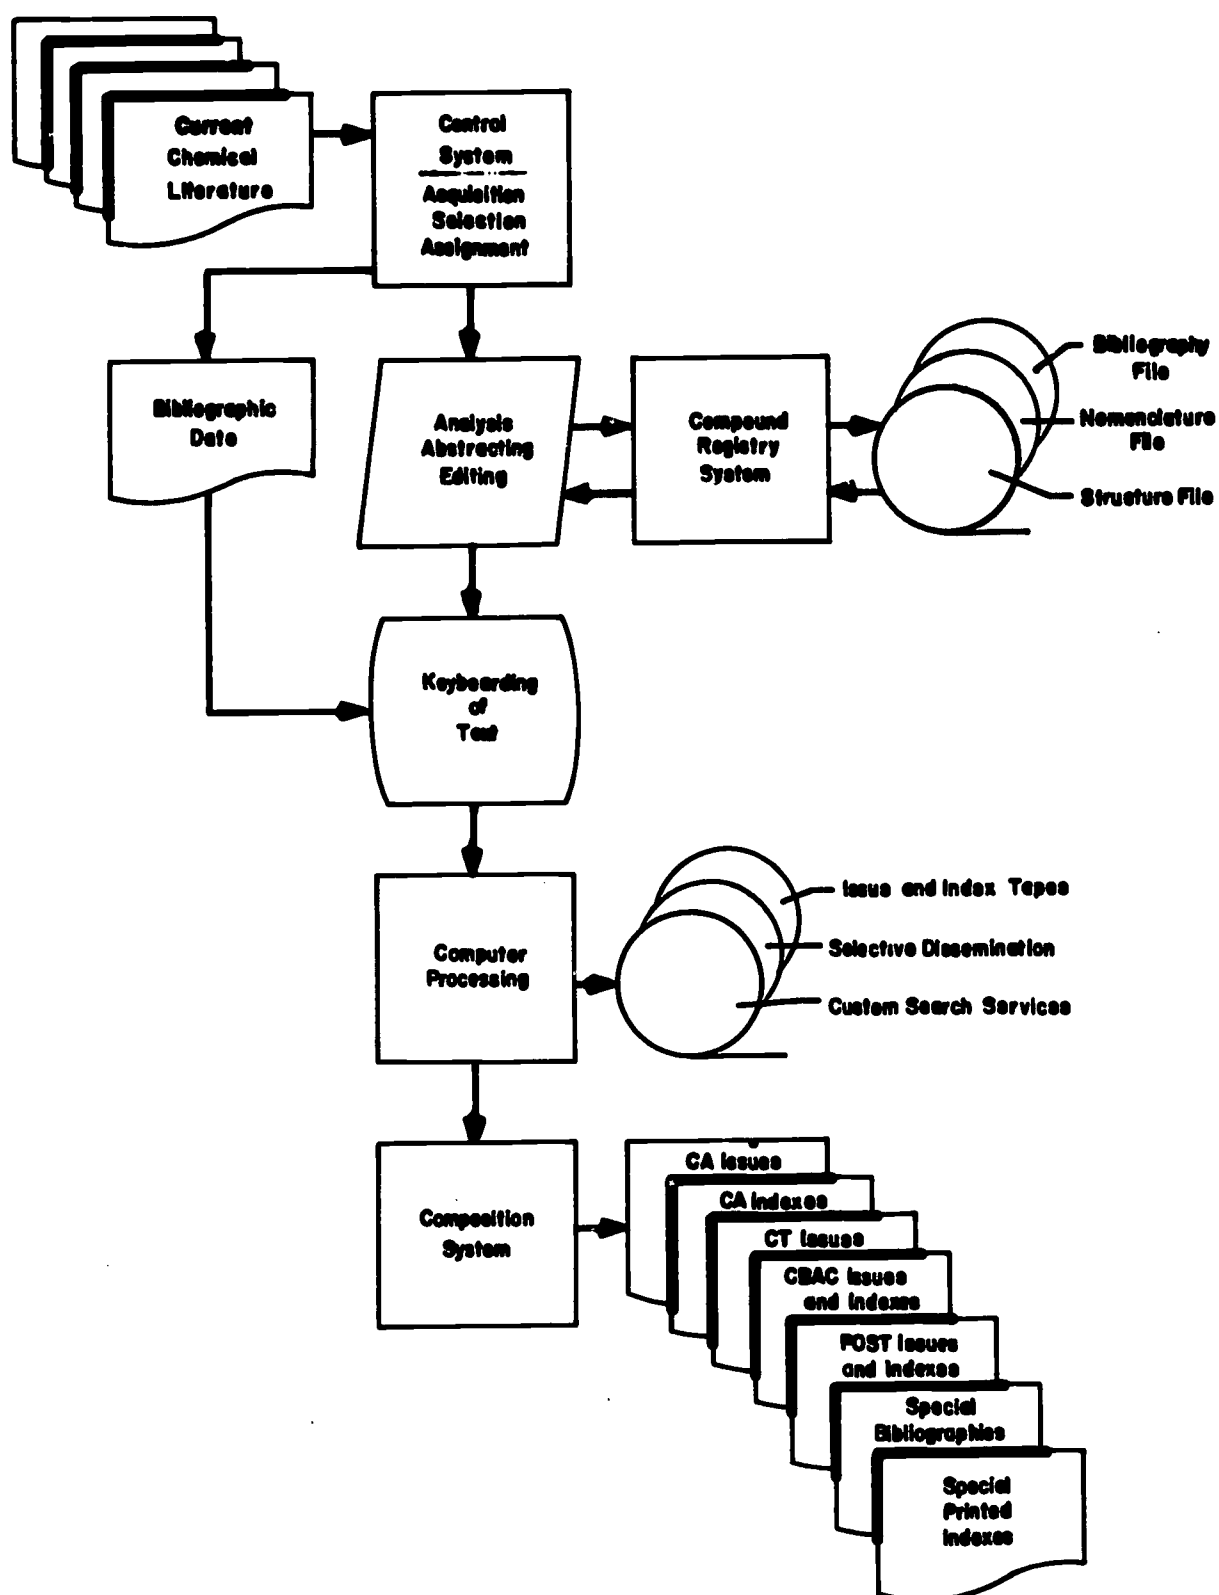 Current
Chemical
Literature
Control
System
Acquisition
Selection
Assignment
Bibliographic
Data
Analysis
Abstracting
Editing
Compound
Registry
System
Bibliography
File
Nomenclature
File
Structure File
Keyboarding
of
Text
Computer
Processing
Issue and Index Tapes
Selective Dissemination
Custom Search Services
Composition
System
CA Issues
CA Indexes
CT Issues
CBAC Issues
and Indexes
POST Issues
and Indexes
Special
Bibliographies
Special
Printed
Indexes